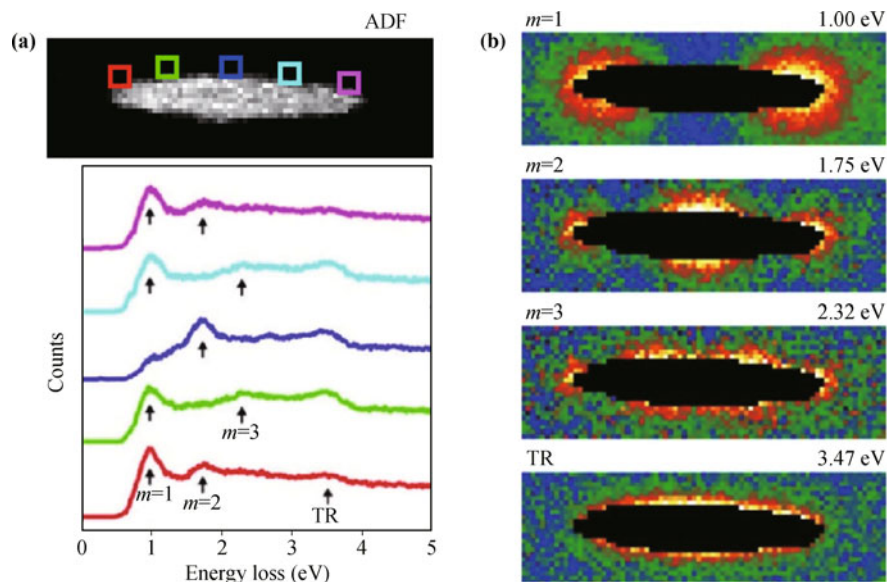 (a)
ADF
Counts
m=3
m=1
m=2
TR
0 1 2 3 4 5
Energy loss (eV)
(b)
m=1 1.00 eV
m=2 1.75 eV
m=3 2.32 eV
TR 3.47 eV